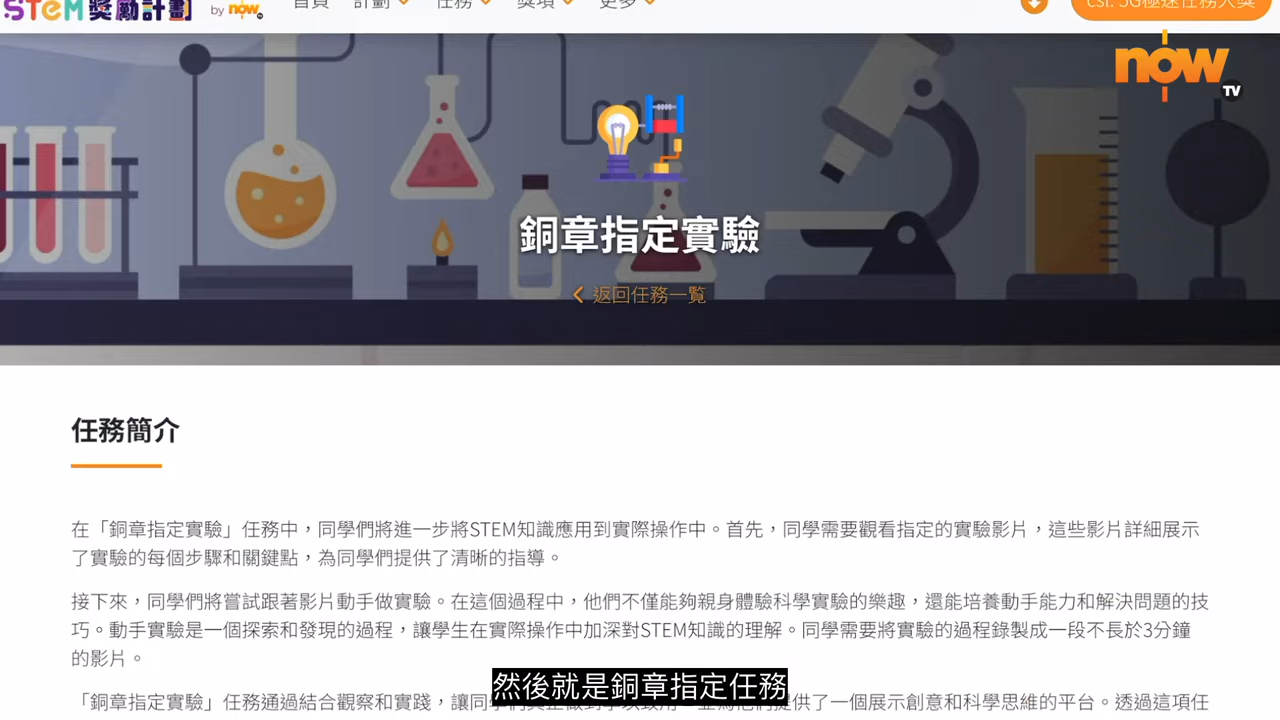 STEM獎勵計劃 by now TV 首頁 計劃 任務 獎項 更多 csl. 5G極速任務大獎
now TV
銅章指定實驗
返回任務一覧
任務簡介
在「銅章指定實驗」任務中，同學們將進一步將STEM知識應用到實際操作中。首先，同學需要觀看指定的實驗影片，這些影片詳細展示
了實驗的每個步驟和關鍵點，為同學們提供了清晰的指導。
接下來，同學們將嘗試跟著影片動手做實驗。在這個過程中，他們不僅能夠親身體驗科學實驗的樂趣，還能培養動手能力和解決問題的技
巧。動手實驗是一個探索和發現的過程，讓學生在實際操作中加深對STEM知識的理解。同學需要將實驗的過程錄製成一段不長於3分鐘
的影片。
然後就是銅章指定任務
「銅章指定實驗」任務通過結合觀察和實踐，讓同 提供了一個展示創意和科學思維的平台。透過這項任